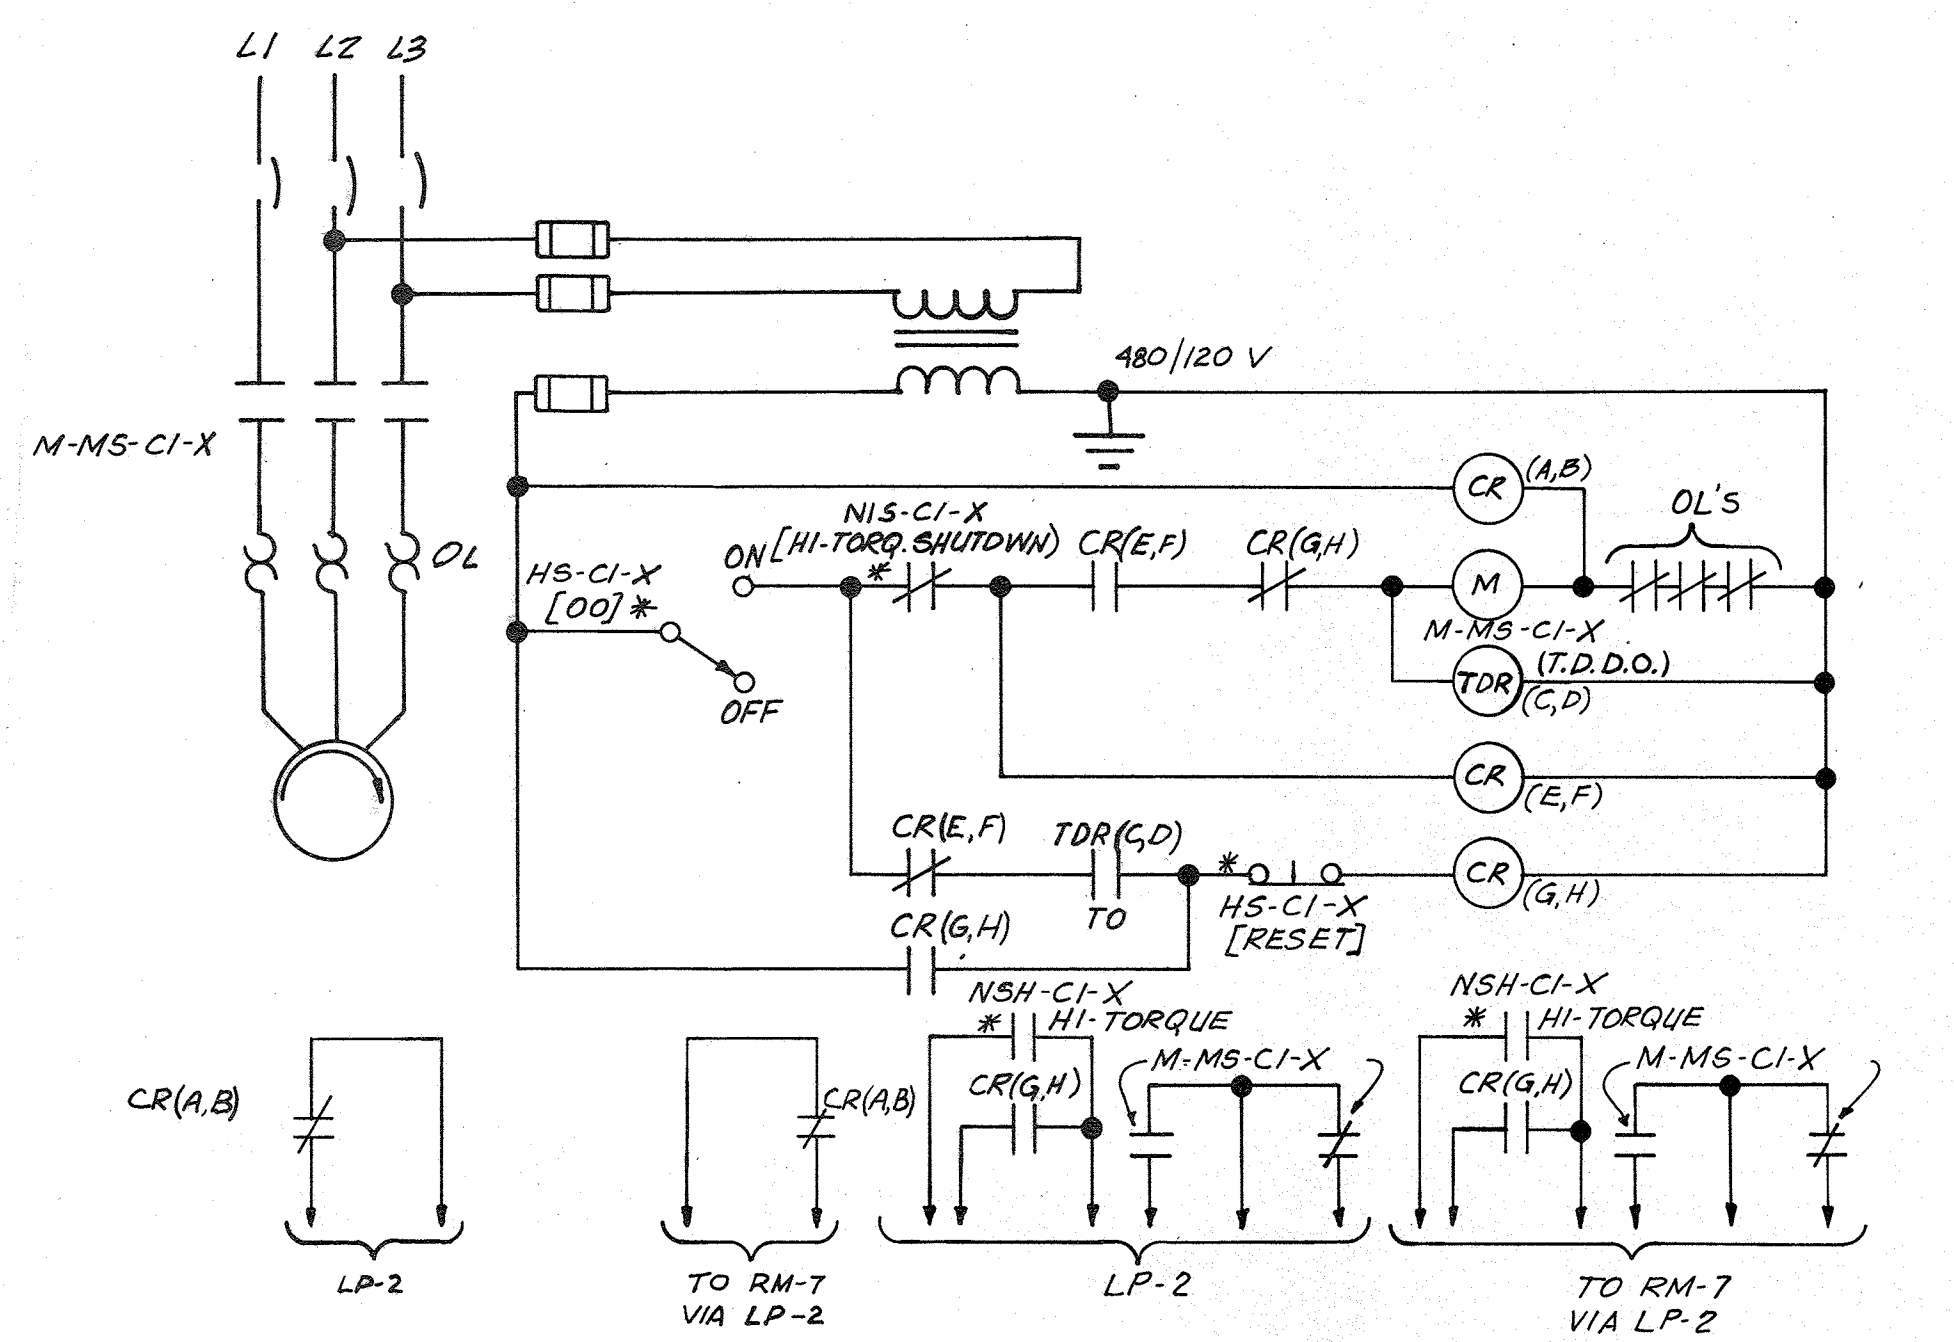 L1 L2 L3
480/120 V
M-MS-C1-X
CR (A,B)
OL'S
NIS-C1-X
[HI-TORQ. SHUTDOWN)
ON
*
CR(E,F)
CR(G,H)
OL
HS-C1-X
[OO] *
M
M-MS-C1-X
(T.D.D.O.)
TDR
(C,D)
OFF
CR
(E,F)
CR(E,F)
TDR(C,D)
TO
*
HS-C1-X
[RESET]
CR
(G,H)
CR(G,H)
NSH-C1-X
* HI-TORQUE
M-MS-C1-X
CR(G,H)
NSH-C1-X
* HI-TORQUE
M-MS-C1-X
CR(G,H)
CR(A,B)
CR(A,B)
LP-2
TO RM-7
VIA LP-2
LP-2
TO RM-7
VIA LP-2